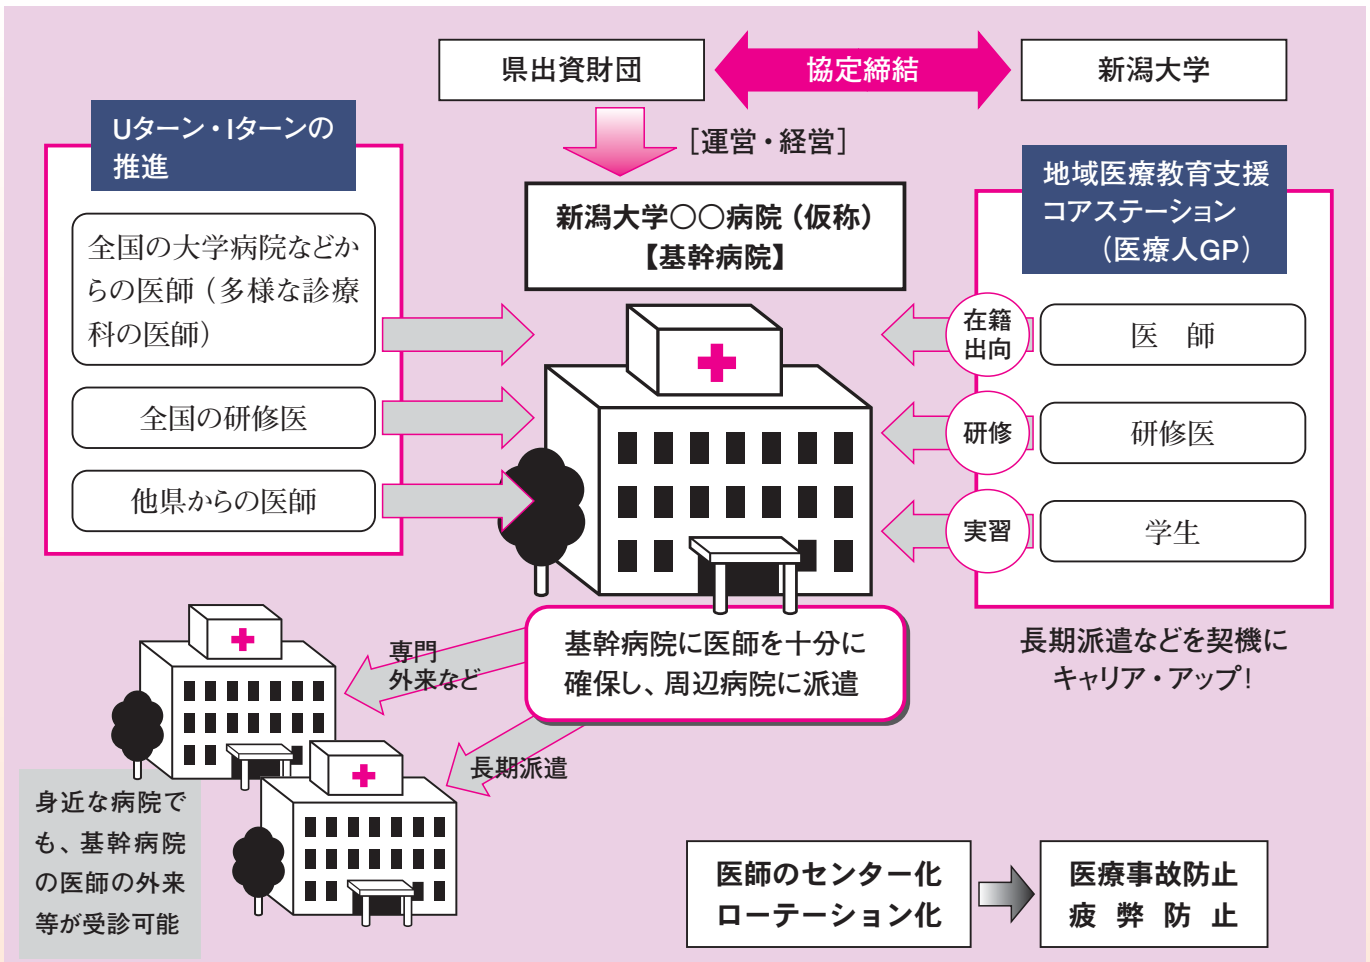 県出資財団
協定締結
新潟大学
[運営・経営]
Uターン・Iターンの
推進
全国の大学病院などか
らの医師（多様な診療
科の医師）
全国の研修医
他県からの医師
新潟大学○○病院（仮称）
【基幹病院】
地域医療教育支援
コアステーション
（医療人GP）
在籍
出向
医　師
研修
研修医
実習
学生
長期派遣などを契機に
キャリア・アップ！
基幹病院に医師を十分に
確保し、周辺病院に派遣
専門
外来など
長期派遣
身近な病院で
も、基幹病院
の医師の外来
等が受診可能
医師のセンター化
ローテーション化
医療事故防止
疲 弊 防 止